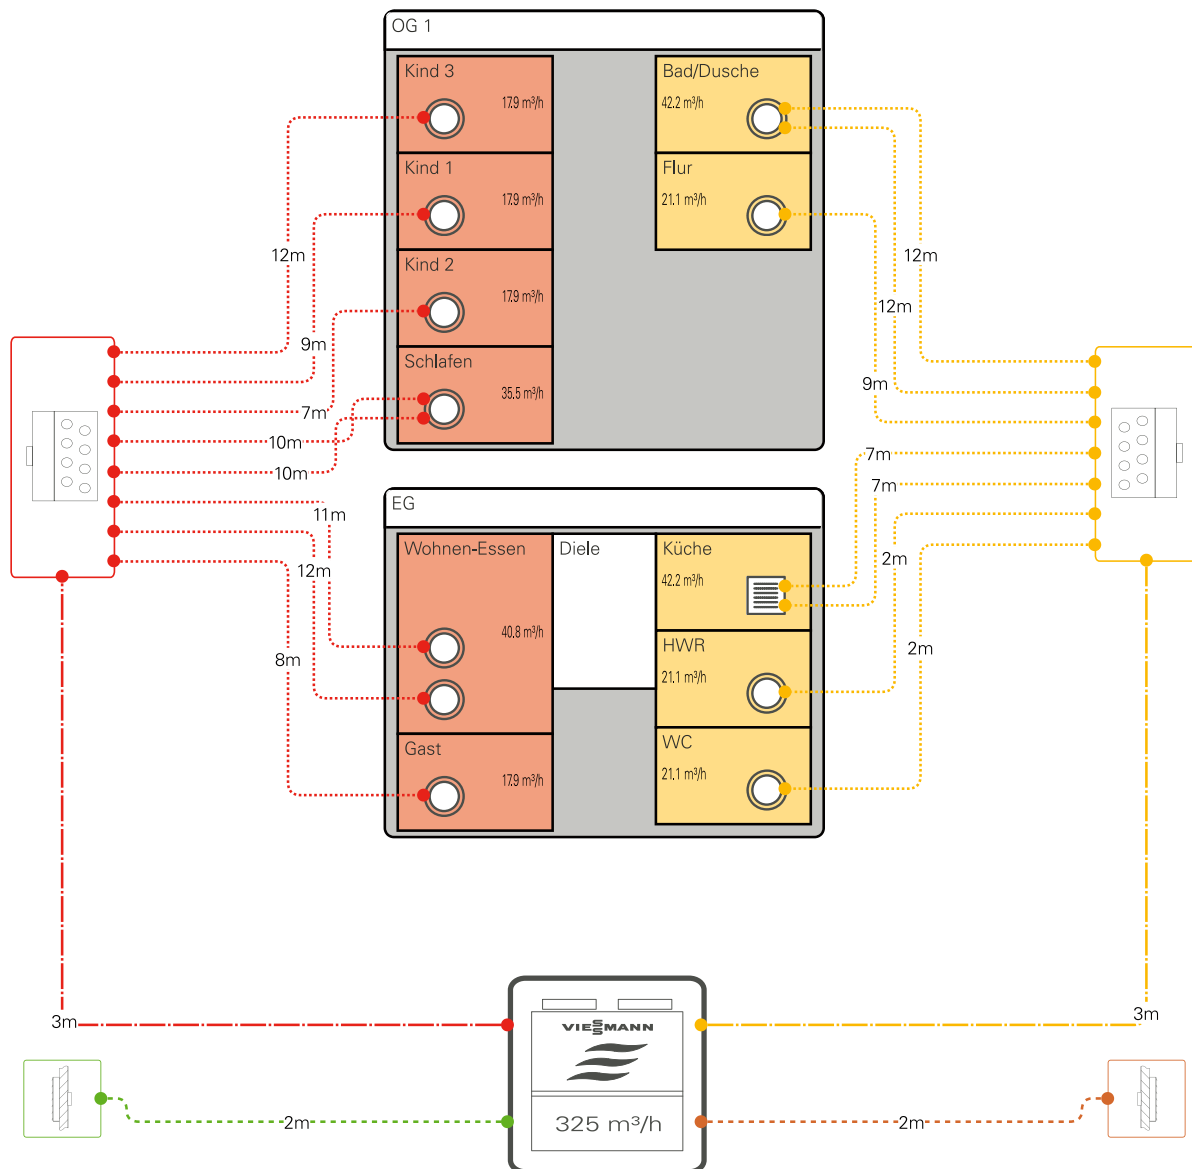 OG 1
Kind 3
17.9 m³/h
Bad/Dusche
42.2 m³/h
Kind 1
17.9 m³/h
Flur
21.1 m³/h
12m
12m
Kind 2
17.9 m³/h
12m
9m
Schlafen
35.5 m³/h
9m
7m
10m
7m
10m
7m
EG
11m
Wohnen-Essen
40.8 m³/h
Diele
Küche
42.2 m³/h
12m
2m
HWR
21.1 m³/h
8m
2m
Gast
17.9 m³/h
WC
21.1 m³/h
3m
3m
VIESSMANN
2m
325 m³/h
2m